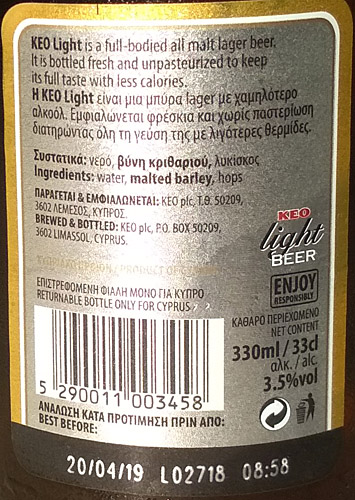 KEO Light is a full-bodied all malt lager beer.
It is bottled fresh and unpasteurized to keep
its full taste with less calories.
Η KEO Light είναι μια μπύρα lager με χαμηλότερο
αλκοόλ. Εμφιαλώνεται φρέσκια και χωρίς παστερίωση
διατηρώντας όλη τη γεύση της με λιγότερες θερμίδες.
Συστατικά: νερό, βύνη κριθαριού, λυκίσκος
Ingredients: water, malted barley, hops
ΠΑΡΑΓΕΤΑΙ & ΕΜΦΙΑΛΩΝΕΤΑΙ: KEO plc, Τ.Θ. 50209,
3602 ΛΕΜΕΣΟΣ, ΚΥΠΡΟΣ.
BREWED & BOTTLED: KEO plc, P.O. BOX 50209,
3602 LIMASSOL, CYPRUS.
KEO
light
BEER
PRODUCT OF
ENJOY
RESPONSIBLY
ΕΠΙΣΤΡΕΦΟΜΕΝΗ ΦΙΑΛΗ ΜΟΝΟ ΓΙΑ ΚΥΠΡΟ
RETURNABLE BOTTLE ONLY FOR CYPRUS
5 290011 003458
ΚΑΘΑΡΟ ΠΕΡΙΕΧΟΜΕΝΟ
NET CONTENT
330ml / 33cl
αλκ. / alc.
3.5%vol
ΑΝΑΛΩΣΗ ΚΑΤΑ ΠΡΟΤΙΜΗΣΗ ΠΡΙΝ ΑΠΟ:
BEST BEFORE:
20/04/19 L02718 08:58